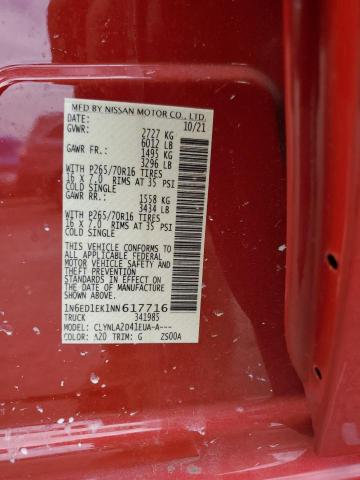 MFD BY NISSAN MOTOR CO., LTD.
DATE: 10/21
GVWR: 2727 KG
6012 LB
GAWR FR.: 1495 KG
3296 LB
WITH P265/70R16 TIRES
16 X 7.0 RIMS AT 35 PSI
COLD SINGLE
GAWR RR.: 1558 KG
3434 LB
WITH P265/70R16 TIRES
16 X 7.0 RIMS AT 35 PSI
COLD SINGLE
THIS VEHICLE CONFORMS TO
ALL APPLICABLE FEDERAL
MOTOR VEHICLE SAFETY AND
THEFT PREVENTION
STANDARDS IN EFFECT ON
THE DATE OF MANUFACTURE
SHOWN ABOVE.
1N6ED1EK1NN617716
TRUCK 341985
MODEL: CLYNLA2D41EUA-A---
COLOR: A20 TRIM: G ZS00A